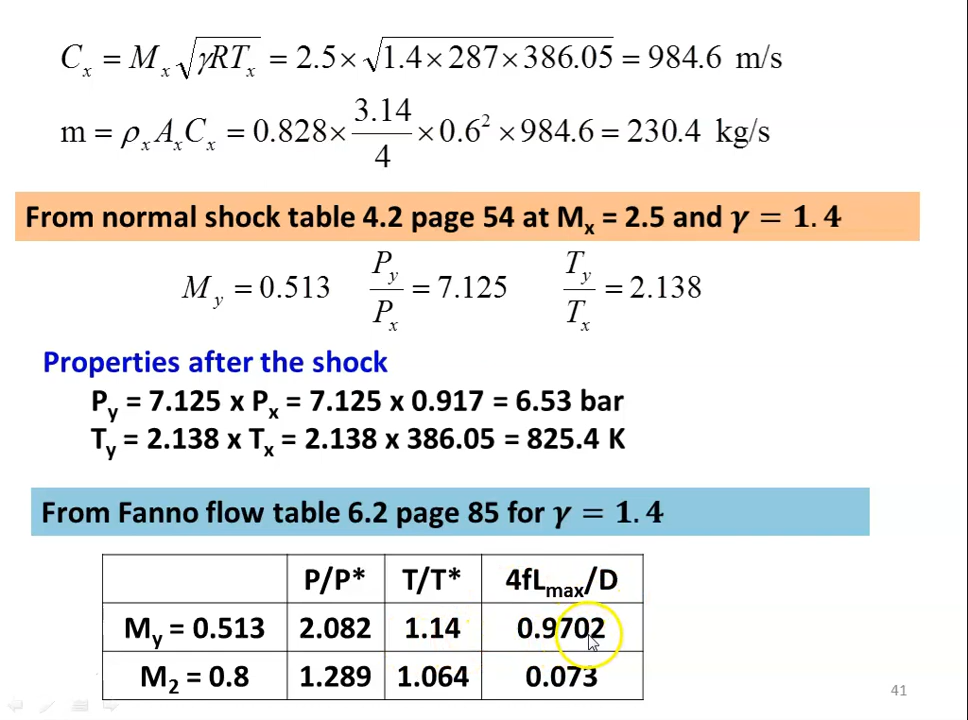 C_x = M_x √γRT_x = 2.5 × √1.4 × 287 × 386.05 = 984.6 m/s
m = ρ_x A_x C_x = 0.828 × 3.14/4 × 0.6² × 984.6 = 230.4 kg/s
From normal shock table 4.2 page 54 at M_x = 2.5 and γ = 1.4
M_y = 0.513 P_y/P_x = 7.125 T_y/T_x = 2.138
Properties after the shock
P_y = 7.125 x P_x = 7.125 x 0.917 = 6.53 bar
T_y = 2.138 x T_x = 2.138 x 386.05 = 825.4 K
From Fanno flow table 6.2 page 85 for γ = 1.4
P/P* T/T* 4fL_max/D
M_y = 0.513 2.082 1.14 0.9702
M_2 = 0.8 1.289 1.064 0.073
41